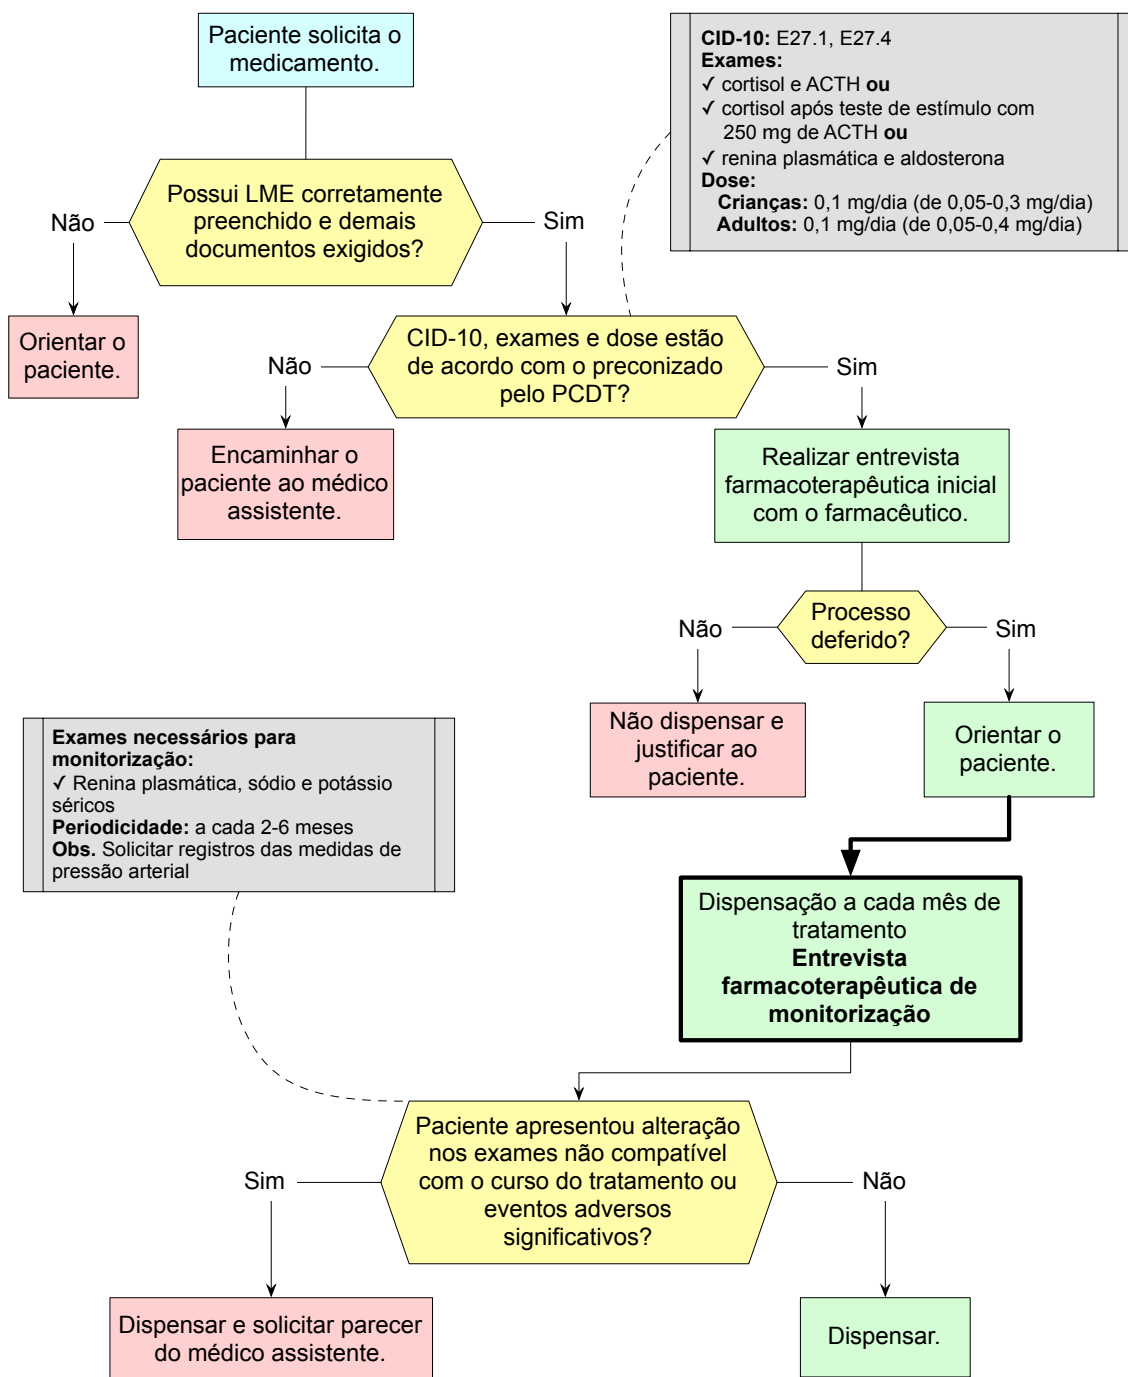 Paciente solicita o
medicamento.
CID-10: E27.1, E27.4
Exames:
✓ cortisol e ACTH ou
✓ cortisol após teste de estímulo com
250 mg de ACTH ou
✓ renina plasmática e aldosterona
Dose:
Crianças: 0,1 mg/dia (de 0,05-0,3 mg/dia)
Adultos: 0,1 mg/dia (de 0,05-0,4 mg/dia)
Possui LME corretamente
preenchido e demais
documentos exigidos?
Não
Sim
Orientar o
paciente.
CID-10, exames e dose estão
de acordo com o preconizado
pelo PCDT?
Não
Sim
Encaminhar o
paciente ao médico
assistente.
Realizar entrevista
farmacoterapêutica inicial
com o farmacêutico.
Processo
deferido?
Não
Sim
Não dispensar e
justificar ao
paciente.
Orientar o
paciente.
Exames necessários para
monitorização:
✓ Renina plasmática, sódio e potássio
séricos
Periodicidade: a cada 2-6 meses
Obs. Solicitar registros das medidas de
pressão arterial
Dispensação a cada mês de
tratamento
Entrevista
farmacoterapêutica de
monitorização
Paciente apresentou alteração
nos exames não compatível
com o curso do tratamento ou
eventos adversos
significativos?
Sim
Não
Dispensar e solicitar parecer
do médico assistente.
Dispensar.